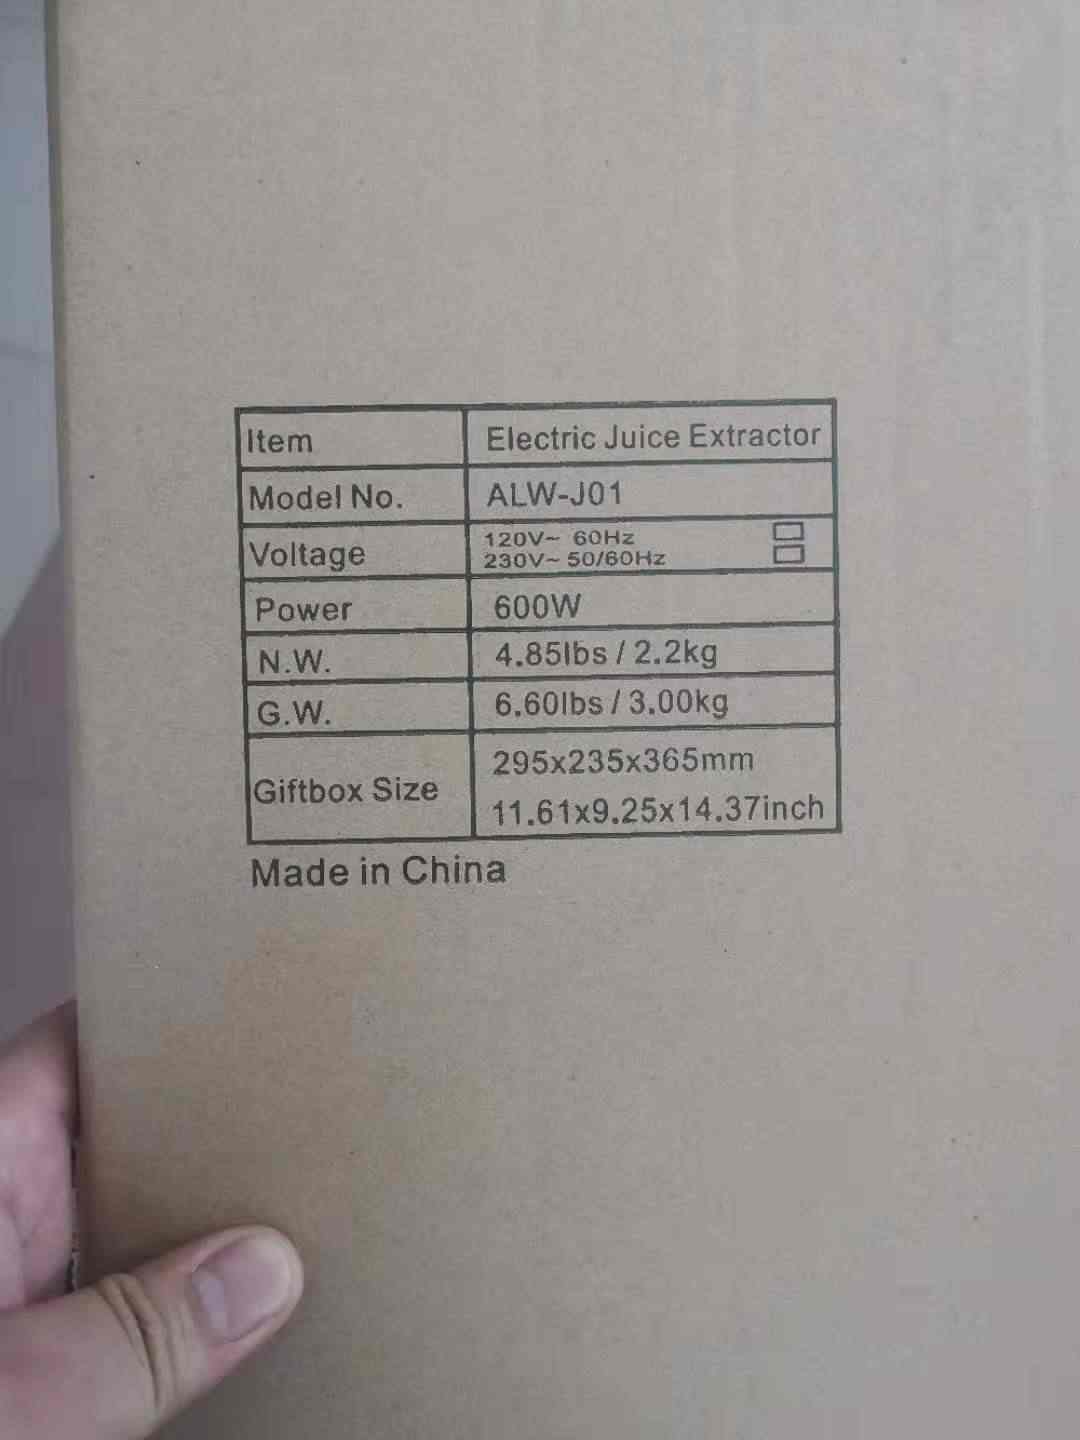 Item Electric Juice Extractor
Model No. ALW-J01
Voltage 120V~ 60Hz
230V~ 50/60Hz
Power 600W
N.W. 4.85lbs / 2.2kg
G.W. 6.60lbs / 3.00kg
Giftbox Size 295x235x365mm
11.61x9.25x14.37inch
Made in China